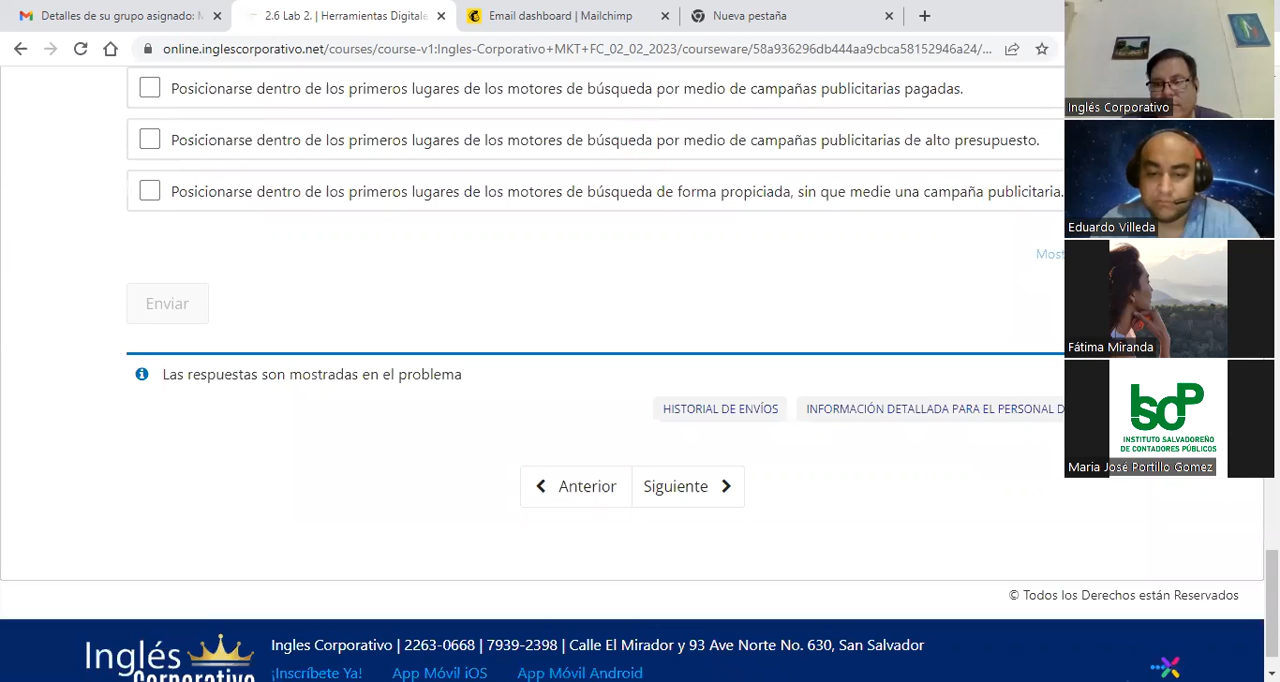 Detalles de su grupo asignado: M
2.6 Lab 2. | Herramientas Digitale
Email dashboard | Mailchimp
Nueva pestaña
online.inglescorporativo.net/courses/course-v1:Ingles-Corporativo+MKT+FC_02_02_2023/courseware/58a936296db444aa9cbca58152946a24/...
Posicionarse dentro de los primeros lugares de los motores de búsqueda por medio de campañas publicitarias pagadas.
Inglés Corporativo
Posicionarse dentro de los primeros lugares de los motores de búsqueda por medio de campañas publicitarias de alto presupuesto.
Posicionarse dentro de los primeros lugares de los motores de búsqueda de forma propiciada, sin que medie una campaña publicitaria.
Eduardo Villeda
Most
Enviar
Fátima Miranda
Las respuestas son mostradas en el problema
HISTORIAL DE ENVÍOS
INFORMACIÓN DETALLADA PARA EL PERSONAL D
ISCP
INSTITUTO SALVADOREÑO
DE CONTADORES PÚBLICOS
Maria José Portillo Gomez
Anterior
Siguiente
© Todos los Derechos están Reservados
Inglés
Corporativo
Ingles Corporativo | 2263-0668 | 7939-2398 | Calle El Mirador y 93 Ave Norte No. 630, San Salvador
¡Inscríbete Ya!
App Móvil iOS
App Móvil Android